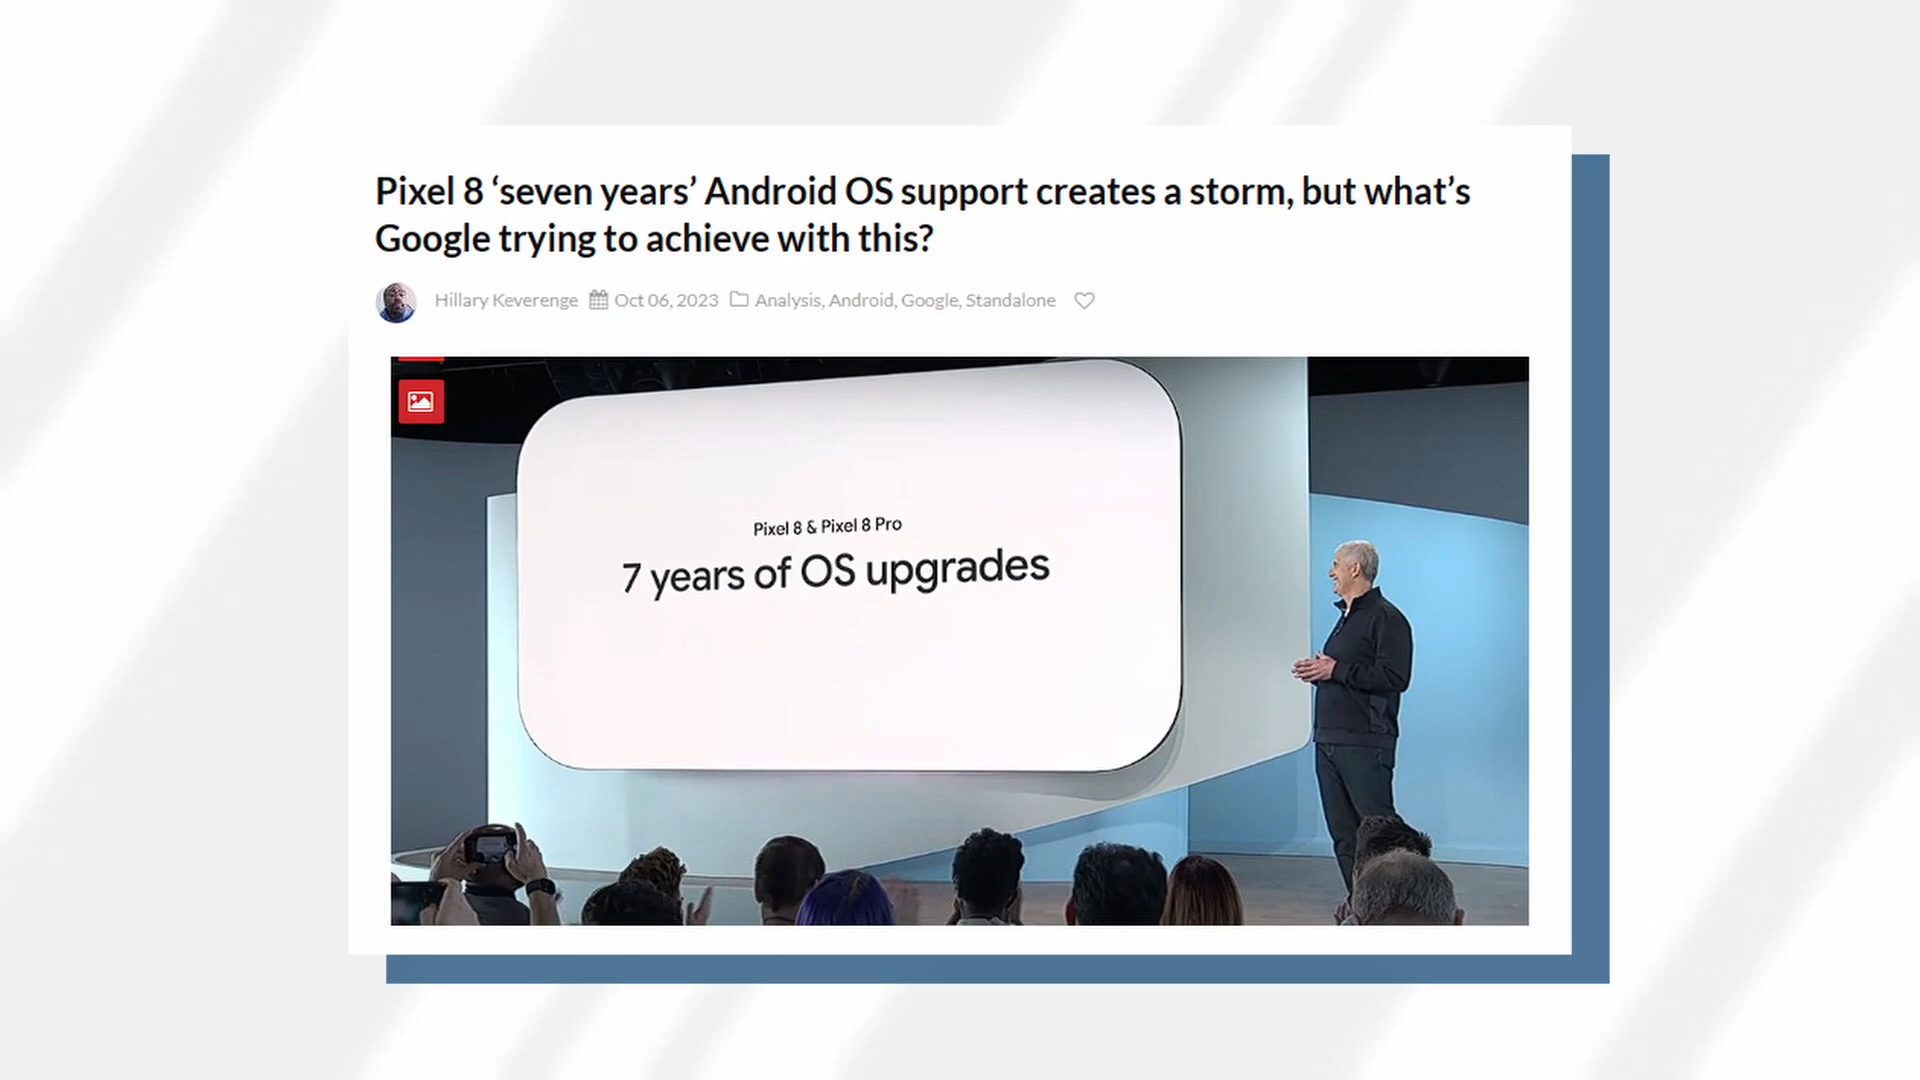 Pixel 8 ‘seven years’ Android OS support creates a storm, but what’s
Google trying to achieve with this?
Hillary Keverenge Oct 06, 2023 Analysis, Android, Google, Standalone
Pixel 8 & Pixel 8 Pro
7 years of OS upgrades